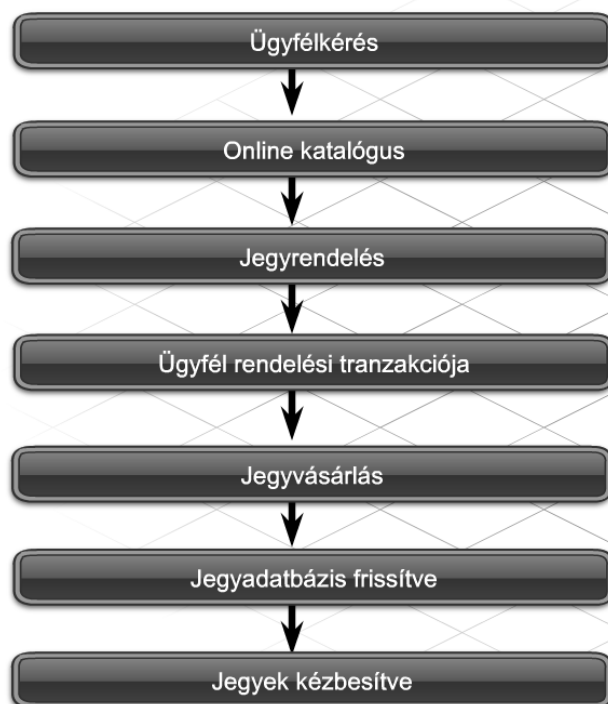 Ügyfélkérés
Online katalógus
Jegyrendelés
Ügyfél rendelési tranzakciója
Jegyvásárlás
Jegyadatbázis frissítve
Jegyek kézbesítve